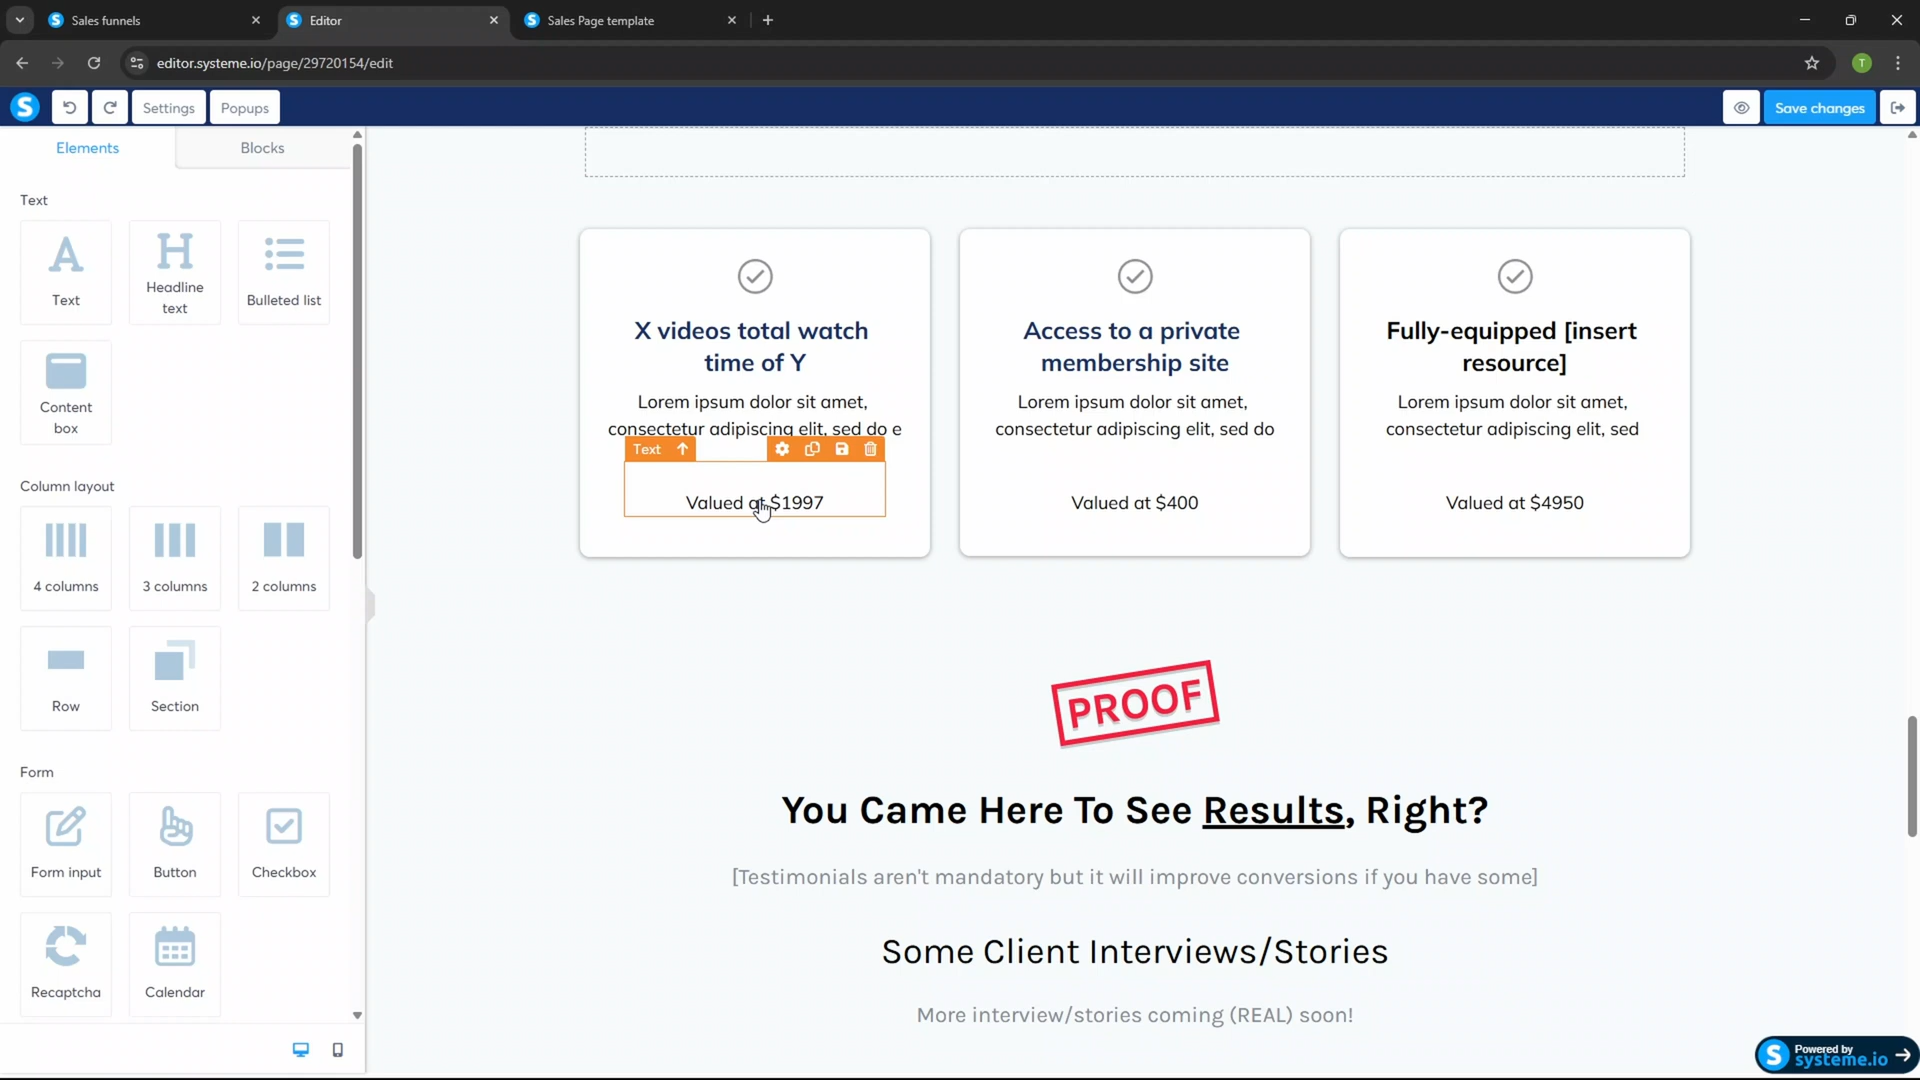 Sales funnels
Editor
Sales Page template
editor.systeme.io/page/29720154/edit
T
S
Settings
Popups
Save changes
Elements
Blocks
Text
A
Text
H
Headline
text
Bulleted list
Content
box
Column layout
4 columns
3 columns
2 columns
Row
Section
Form
Form input
Button
Checkbox
Recaptcha
Calendar
X videos total watch
time of Y
Lorem ipsum dolor sit amet,
consectetur adipiscing elit, sed do e
Text
Valued at $1997
Access to a private
membership site
Lorem ipsum dolor sit amet,
consectetur adipiscing elit, sed do
Valued at $400
Fully-equipped [insert
resource]
Lorem ipsum dolor sit amet,
consectetur adipiscing elit, sed
Valued at $4950
PROOF
You Came Here To See Results, Right?
[Testimonials aren't mandatory but it will improve conversions if you have some]
Some Client Interviews/Stories
More interview/stories coming (REAL) soon!
S
Powered by
systeme.io